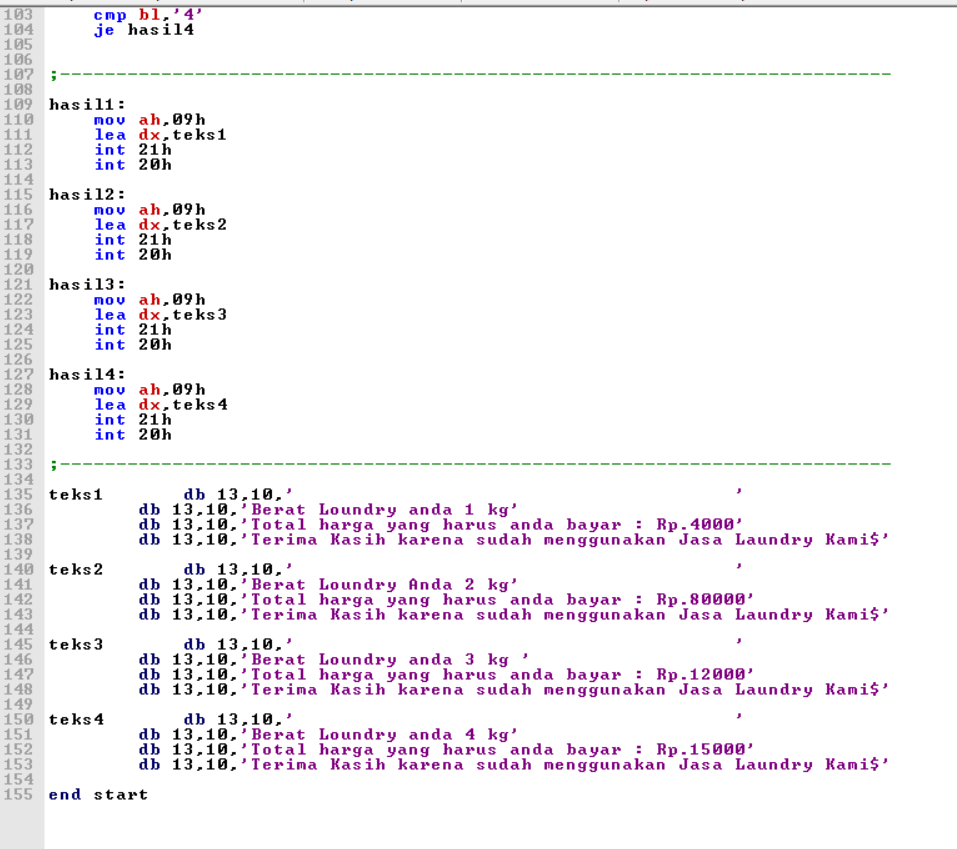 103 cmp bl,'4'
104 je hasil4
105
106
107 ;--------------------------------------------------------------------------
108
109 hasil1:
110 mov ah,09h
111 lea dx,teks1
112 int 21h
113 int 20h
114
115 hasil2:
116 mov ah,09h
117 lea dx,teks2
118 int 21h
119 int 20h
120
121 hasil3:
122 mov ah,09h
123 lea dx,teks3
124 int 21h
125 int 20h
126
127 hasil4:
128 mov ah,09h
129 lea dx,teks4
130 int 21h
131 int 20h
132
133 ;--------------------------------------------------------------------------
134
135 teks1 db 13,10,' '
136 db 13,10,'Berat Loundry anda 1 kg'
137 db 13,10,'Total harga yang harus anda bayar : Rp.4000'
138 db 13,10,'Terima Kasih karena sudah menggunakan Jasa Laundry Kami$'
139
140 teks2 db 13,10,' '
141 db 13,10,'Berat Loundry Anda 2 kg'
142 db 13,10,'Total harga yang harus anda bayar : Rp.80000'
143 db 13,10,'Terima Kasih karena sudah menggunakan Jasa Laundry Kami$'
144
145 teks3 db 13,10,' '
146 db 13,10,'Berat Loundry anda 3 kg '
147 db 13,10,'Total harga yang harus anda bayar : Rp.12000'
148 db 13,10,'Terima Kasih karena sudah menggunakan Jasa Laundry Kami$'
149
150 teks4 db 13,10,' '
151 db 13,10,'Berat Loundry anda 4 kg'
152 db 13,10,'Total harga yang harus anda bayar : Rp.15000'
153 db 13,10,'Terima Kasih karena sudah menggunakan Jasa Laundry Kami$'
154
155 end start